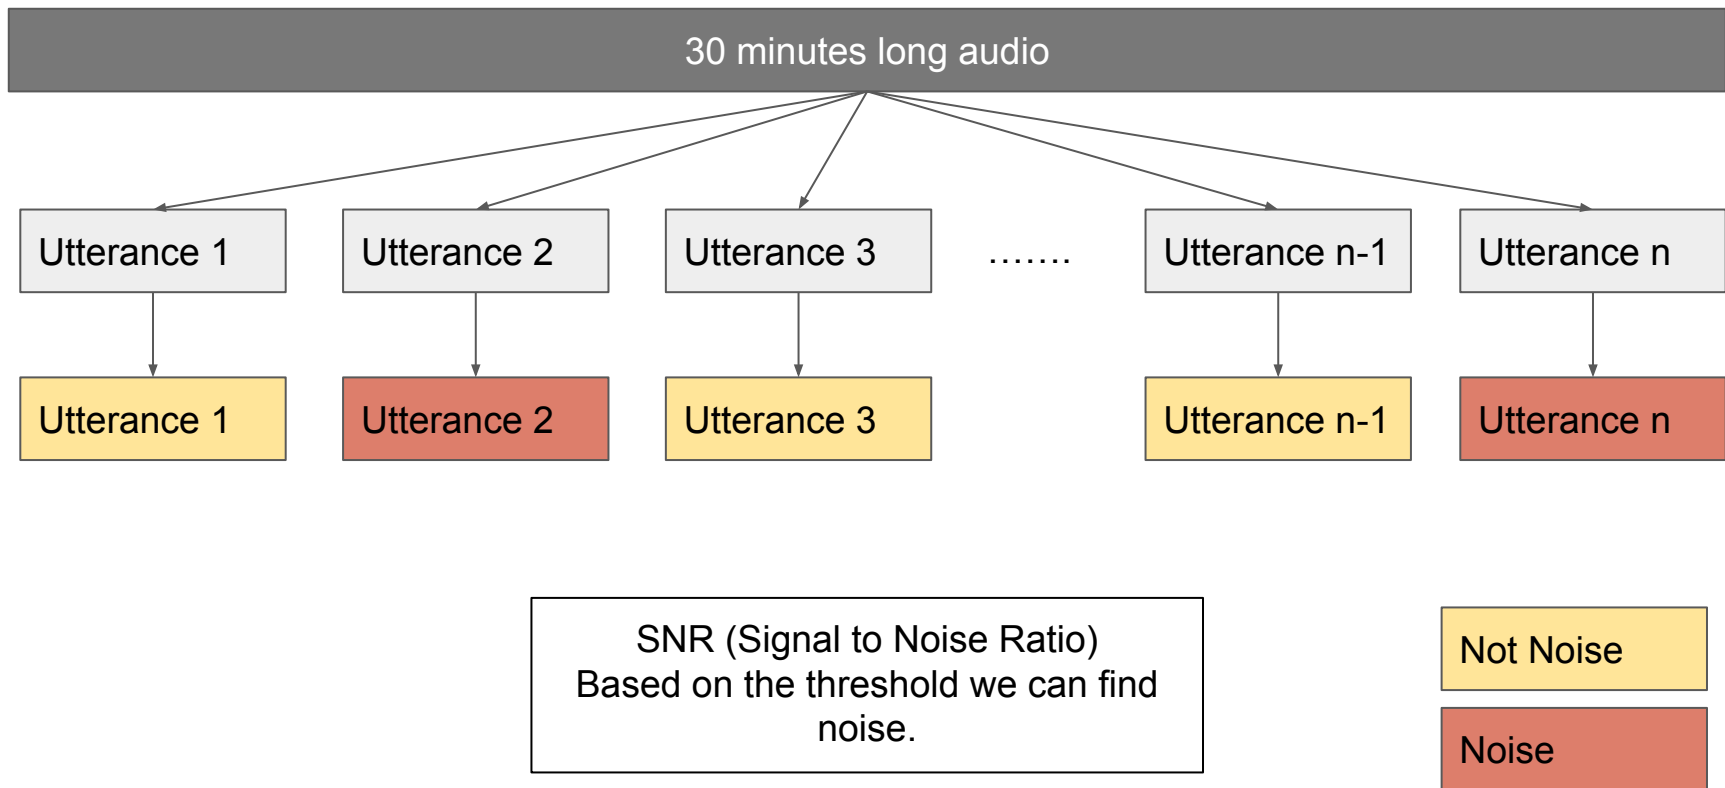 30 minutes long audio
Utterance 1
Utterance 2
Utterance 3
.......
Utterance n-1
Utterance n
Utterance 1
Utterance 2
Utterance 3
Utterance n-1
Utterance n
SNR (Signal to Noise Ratio)
Based on the threshold we can find
noise.
Not Noise
Noise